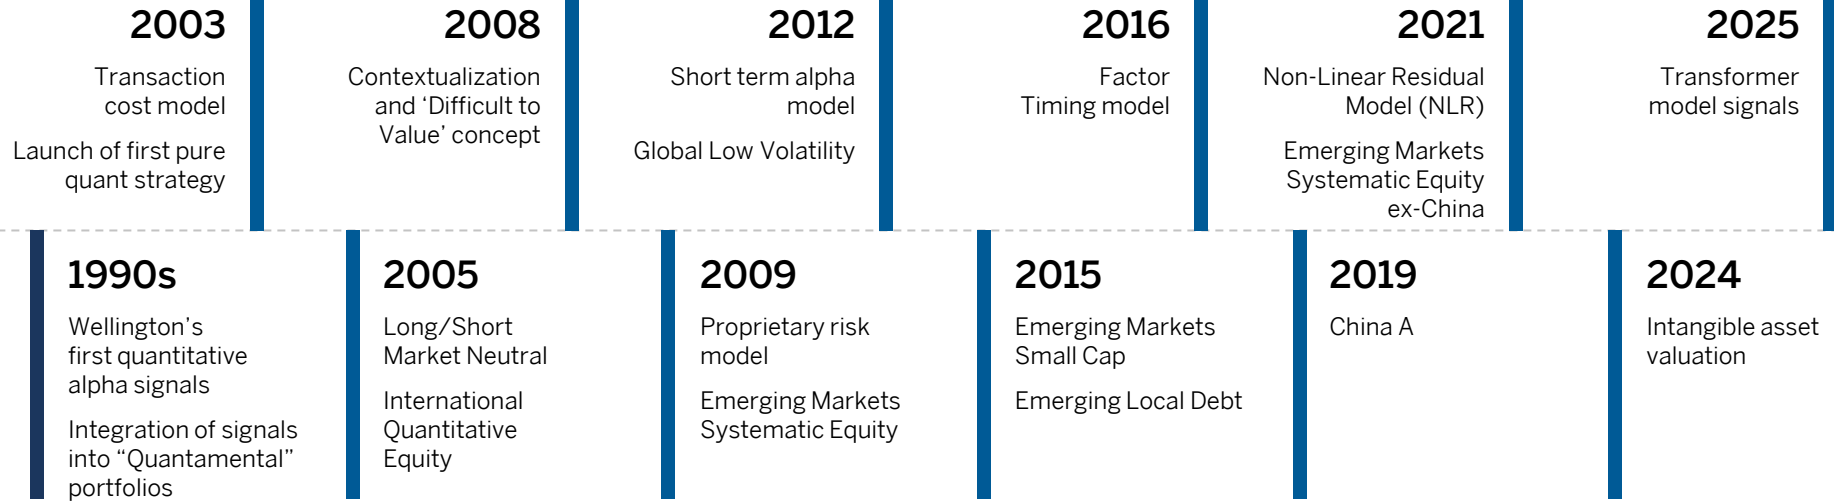 2003
Transaction
cost model
Launch of first pure
quant strategy
2008
Contextualization
and ‘Difficult to
Value’ concept
2012
Short term alpha
model
Global Low Volatility
2016
Factor
Timing model
2021
Non-Linear Residual
Model (NLR)
Emerging Markets
Systematic Equity
ex-China
2025
Transformer
model signals
1990s
Wellington’s
first quantitative
alpha signals
Integration of signals
into “Quantamental”
portfolios
2005
Long/Short
Market Neutral
International
Quantitative
Equity
2009
Proprietary risk
model
Emerging Markets
Systematic Equity
2015
Emerging Markets
Small Cap
Emerging Local Debt
2019
China A
2024
Intangible asset
valuation